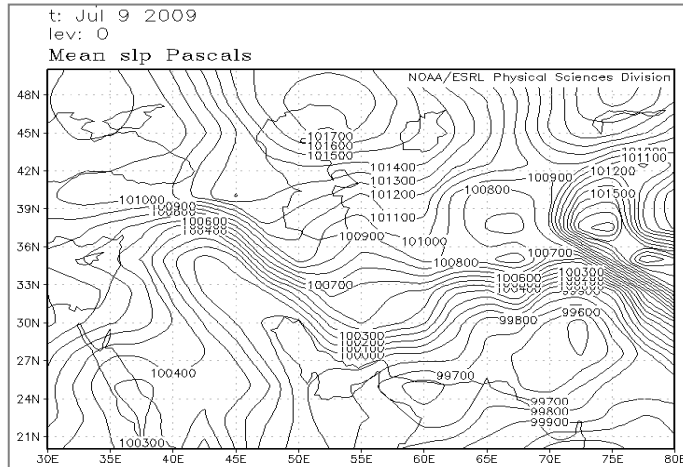 t: Jul 9 2009
lev: 0
Mean slp Pascals
NOAA/ESRL Physical Sciences Division
48N
101700
101600
45N
101500
101400
101100
42N
101300
100900
101200
101200
100800
101500
101000
39N
100900
100800
101100
100600
100900
101000
36N
100400
100700
100800
33N
100700
100600
100300
100400
30N
99800
99600
100300
100200
100100
27N
100000
100400
99700
24N
99700
99800
99900
21N
100300
30E
35E
40E
45E
50E
55E
60E
65E
70E
75E
80E